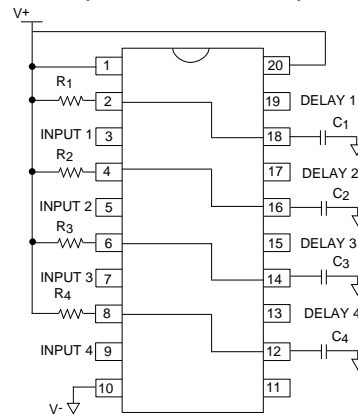 V+
1 20
R1
2 19 DELAY 1
C1
INPUT 1 3 18
R2
4 17 DELAY 2
C2
INPUT 2 5 16
R3
6 15 DELAY 3
C3
INPUT 3 7 14
R4
8 13 DELAY 4
C4
INPUT 4 9 12
10 11
V-